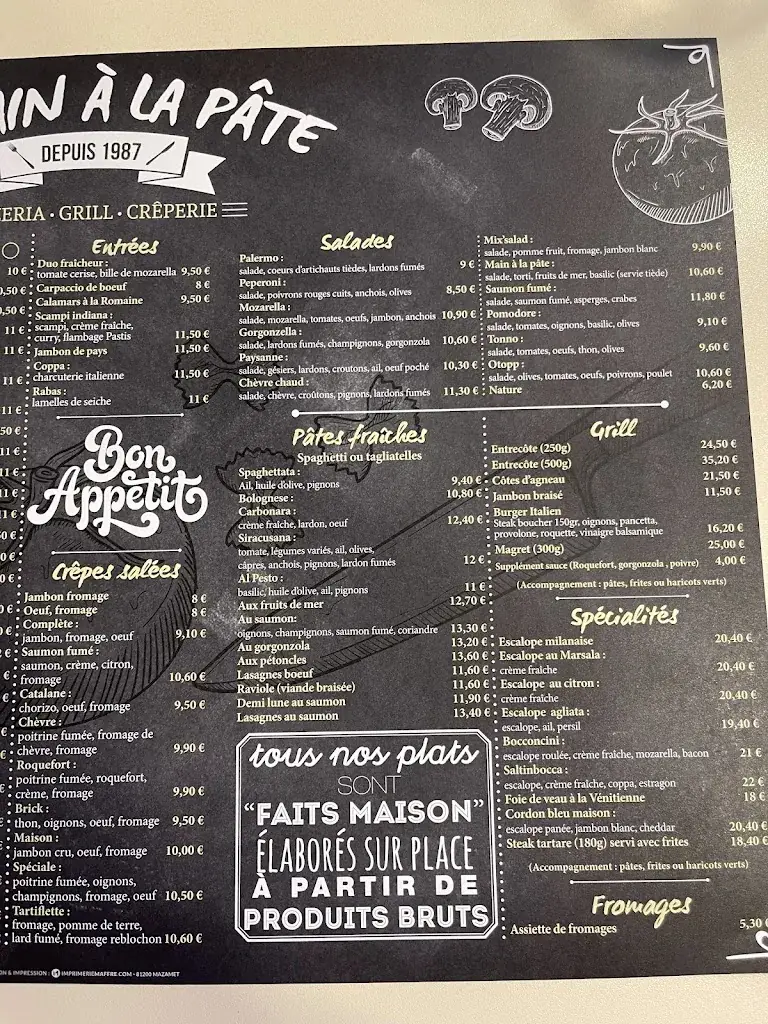 AIN À LA PÂTE
DEPUIS 1987
ERIA · GRILL · CRÊPERIE
10 €
0,50 €
0,50 €
11 €
11 €
11 €
11 €
Entrées
Duo fraîcheur :
tomate cerise, bille de mozarella 9,50 €
Carpaccio de boeuf 8 €
Calamars à la Romaine 9,50 €
Scampi indiana :
scampi, crème fraîche,
curry, flambage Pastis 11,50 €
Jambon de pays 11,50 €
Coppa :
charcuterie italienne 11,50 €
Rabas :
lamelles de seiche 11 €
Bon
Appétit
Crêpes salées
Jambon fromage 8 €
Oeuf, fromage 8 €
Complète :
jambon, fromage, oeuf 9,10 €
Saumon fumé :
saumon, crème, citron,
fromage 10,60 €
Catalane :
chorizo, oeuf, fromage 9,50 €
Chèvre :
poitrine fumée, fromage de
chèvre, fromage 9,90 €
Roquefort :
poitrine fumée, roquefort,
crème, fromage 9,90 €
Brick :
thon, oignons, oeuf, fromage 9,50 €
Maison :
jambon cru, oeuf, fromage 10,00 €
Spéciale :
poitrine fumée, oignons,
champignons, fromage, oeuf 10,50 €
Tartiflette :
fromage, pomme de terre,
lard fumé, fromage reblochon 10,60 €
Salades
Palermo :
salade, coeurs d'artichauts tièdes, lardons fumés 9 €
Peperoni :
salade, poivrons rouges cuits, anchois, olives 8,50 €
Mozarella :
salade, mozarella, tomates, oeufs, jambon, anchois 10,90 €
Gorgonzella :
salade, lardons fumés, champignons, gorgonzola 10,60 €
Paysanne :
salade, gésiers, lardons, croutons, ail, oeuf poché 10,30 €
Chèvre chaud :
salade, chèvre, croûtons, pignons, lardons fumés 11,30 €
Mix'salad :
salade, pomme fruit, fromage, jambon blanc 9,90 €
Main à la pâte :
salade, torti, fruits de mer, basilic (servie tiède) 10,60 €
Saumon fumé :
salade, saumon fumé, asperges, crabes 11,80 €
Pomodore :
salade, tomates, oignons, basilic, olives 9,10 €
Tonno :
salade, tomates, oeufs, thon, olives 9,60 €
Otopp :
salade, olives, tomates, oeufs, poivrons, poulet 10,60 €
Nature 6,20 €
Pâtes fraîches
Spaghetti ou tagliatelles
Spaghettata :
Ail, huile d'olive, pignons 9,40 €
Bolognese : 10,80 €
Carbonara :
crème fraîche, lardon, oeuf 12,40 €
Siracusana :
tomate, légumes variés, ail, olives,
câpres, anchois, pignons, lardon fumés 12 €
Al Pesto :
basilic, huile d'olive, ail, pignons 11 €
Aux fruits de mer 12,70 €
Au saumon:
oignons, champignons, saumon fumé, coriandre 13,30 €
Au gorgonzola 13,20 €
Aux pétoncles 13,60 €
Lasagnes boeuf 11,60 €
Raviole (viande braisée) 11,60 €
Demi lune au saumon 11,90 €
Lasagnes au saumon 13,40 €
tous nos plats
SONT
"FAITS MAISON"
ÉLABORÉS SUR PLACE
À PARTIR DE
PRODUITS BRUTS
Grill
Entrecôte (250g) 24,50 €
Entrecôte (500g) 35,20 €
Côtes d'agneau 21,50 €
Jambon braisé 11,50 €
Burger Italien
Steak boucher 150gr, oignons, pancetta,
provolone, roquette, vinaigre balsamique 16,20 €
Magret (300g) 25,00 €
Supplément sauce (Roquefort, gorgonzola , poivre) 4,00 €
(Accompagnement : pâtes, frites ou haricots verts)
Spécialités
Escalope milanaise 20,40 €
Escalope au Marsala :
crème fraîche 20,40 €
Escalope au citron :
crème fraîche 20,40 €
Escalope agliata :
escalope, ail, persil 19,40 €
Bocconcini :
escalope roulée, crème fraîche, mozarella, bacon 21 €
Saltinbocca :
escalope, crème fraîche, coppa, estragon 22 €
Foie de veau à la Vénitienne 18 €
Cordon bleu maison :
escalope panée, jambon blanc, cheddar 20,40 €
Steak tartare (180g) servi avec frites 18,40 €
(Accompagnement : pâtes, frites ou haricots verts)
Fromages
Assiette de fromages 5,30 €
ON & IMPRESSION : IMPRIMERIEMAFFRE.COM • 81200 MAZAMET